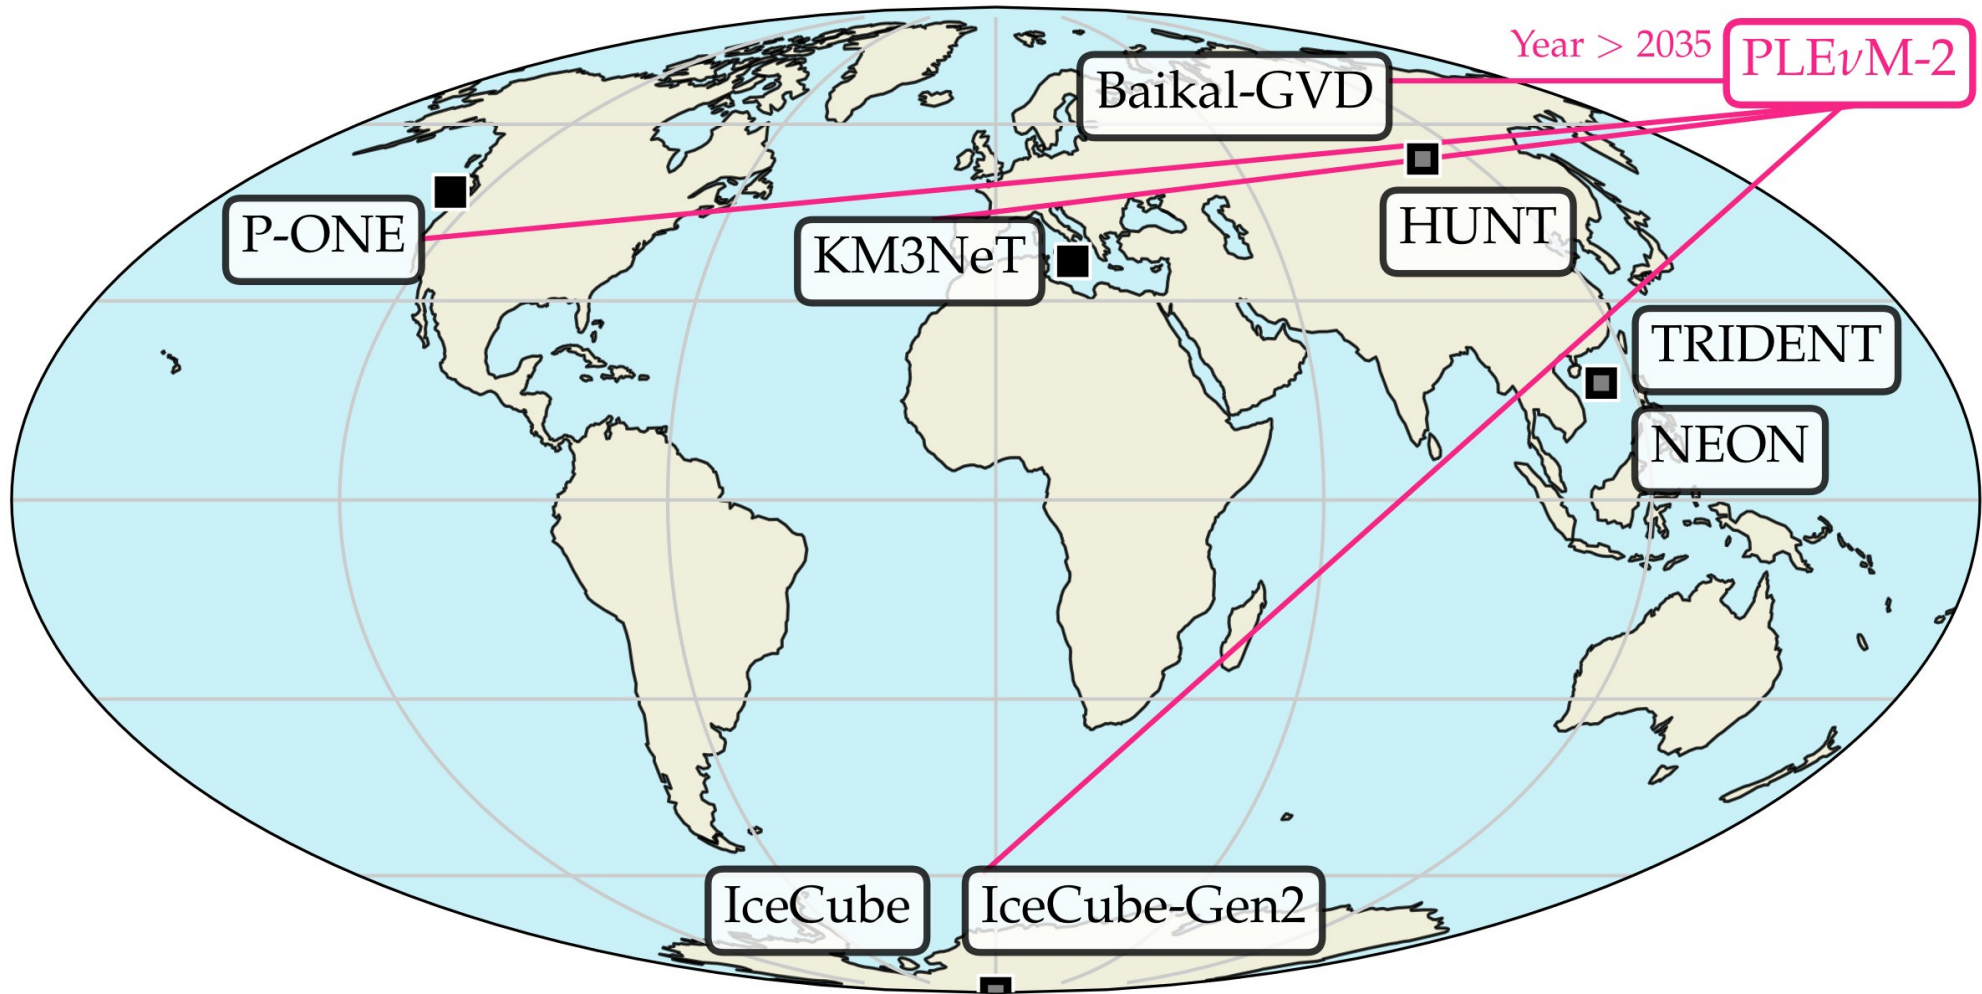 Year > 2035
PLEνM-2
Baikal-GVD
P-ONE
KM3NeT
HUNT
TRIDENT
NEON
IceCube
IceCube-Gen2